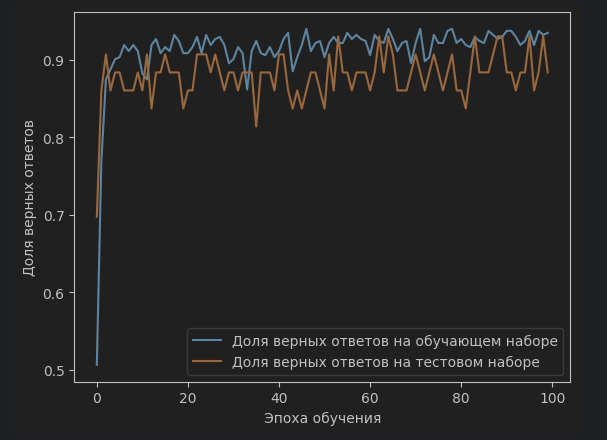 0.9
0.8
0.7
0.6
0.5
Доля верных ответов
Доля верных ответов на обучающем наборе
Доля верных ответов на тестовом наборе
0 20 40 60 80 100
Эпоха обучения